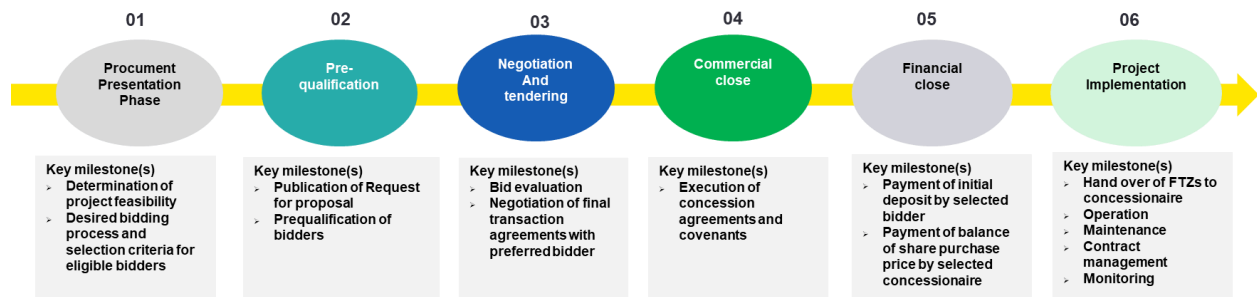 01
Procument
Presentation
Phase
Key milestone(s)
➢ Determination of
project feasibility
➢ Desired bidding
process and
selection criteria for
eligible bidders
02
Pre-
qualification
Key milestone(s)
➢ Publication of Request
for proposal
➢ Prequalification of
bidders
03
Negotiation
And
tendering
Key milestone(s)
➢ Bid evaluation
➢ Negotiation of final
transaction
agreements with
preferred bidder
04
Commercial
close
Key milestone(s)
➢ Execution of
concession
agreements and
covenants
05
Financial
close
Key milestone(s)
➢ Payment of initial
deposit by selected
bidder
➢ Payment of balance
of share purchase
price by selected
concessionaire
06
Project
Implementation
Key milestone(s)
➢ Hand over of FTZs to
concessionaire
➢ Operation
➢ Maintenance
➢ Contract
management
➢ Monitoring